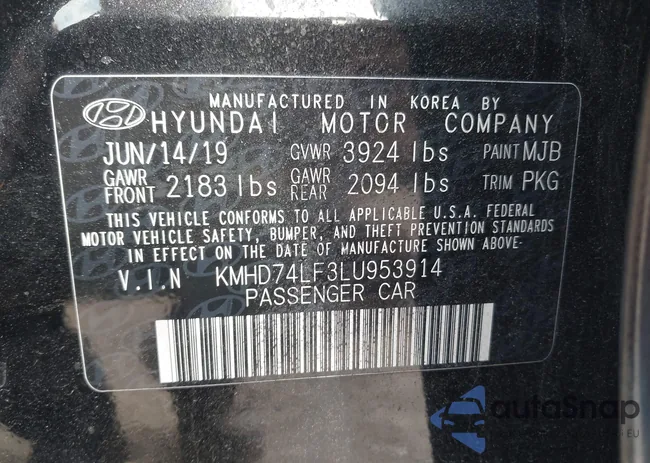 MANUFACTURED IN KOREA BY
HYUNDAI MOTOR COMPANY
JUN/14/19 GVWR 3924 lbs PAINT MJB
GAWR FRONT 2183 lbs GAWR REAR 2094 lbs TRIM PKG
THIS VEHICLE CONFORMS TO ALL APPLICABLE U.S.A. FEDERAL
MOTOR VEHICLE SAFETY, BUMPER, AND THEFT PREVENTION STANDARDS
IN EFFECT ON THE DATE OF MANUFACTURE SHOWN ABOVE.
V.I.N KMHD74LF3LU953914
PASSENGER CAR
autoSnap